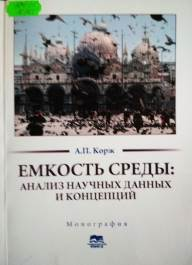 А.П. Корж
ЕМКОСТЬ СРЕДЫ:
АНАЛИЗ НАУЧНЫХ ДАННЫХ
И КОНЦЕПЦИЙ
Монография